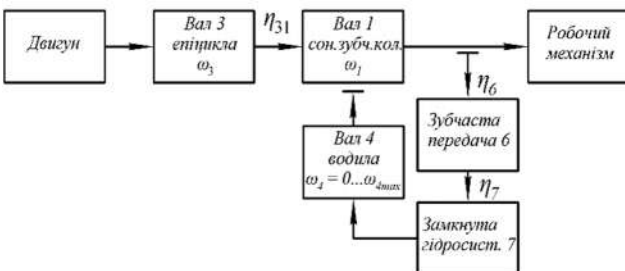 Двигун
Вал 3
епіцикла
ω3
η31
Вал 1
сон.зубч.кол.
ω1
Робочий
механізм
η6
Зубчаста
передача 6
η7
Вал 4
водила
ω4 = 0...ω4max
Замкнута
гідросист. 7